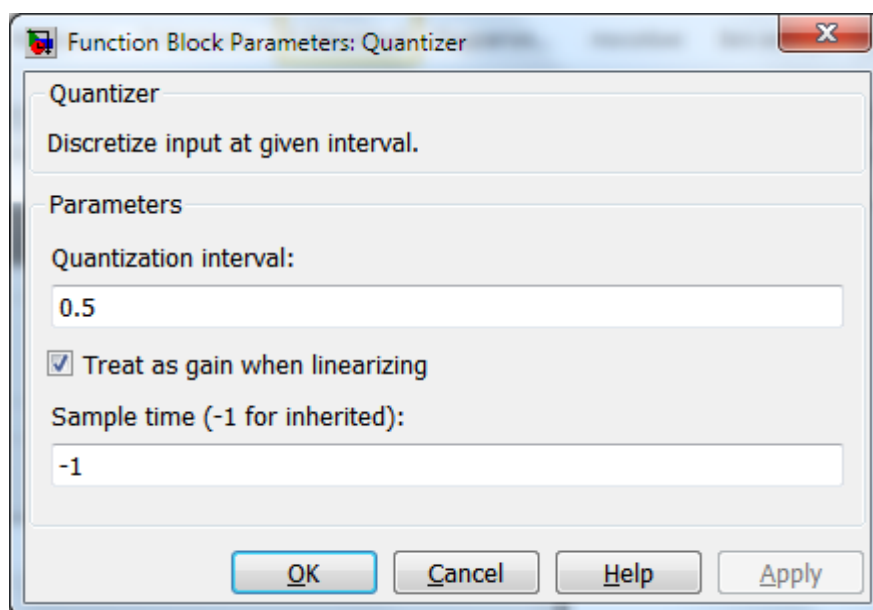 Function Block Parameters: Quantizer
Quantizer
Discretize input at given interval.
Parameters
Quantization interval:
0.5
Treat as gain when linearizing
Sample time (-1 for inherited):
-1
OK Cancel Help Apply